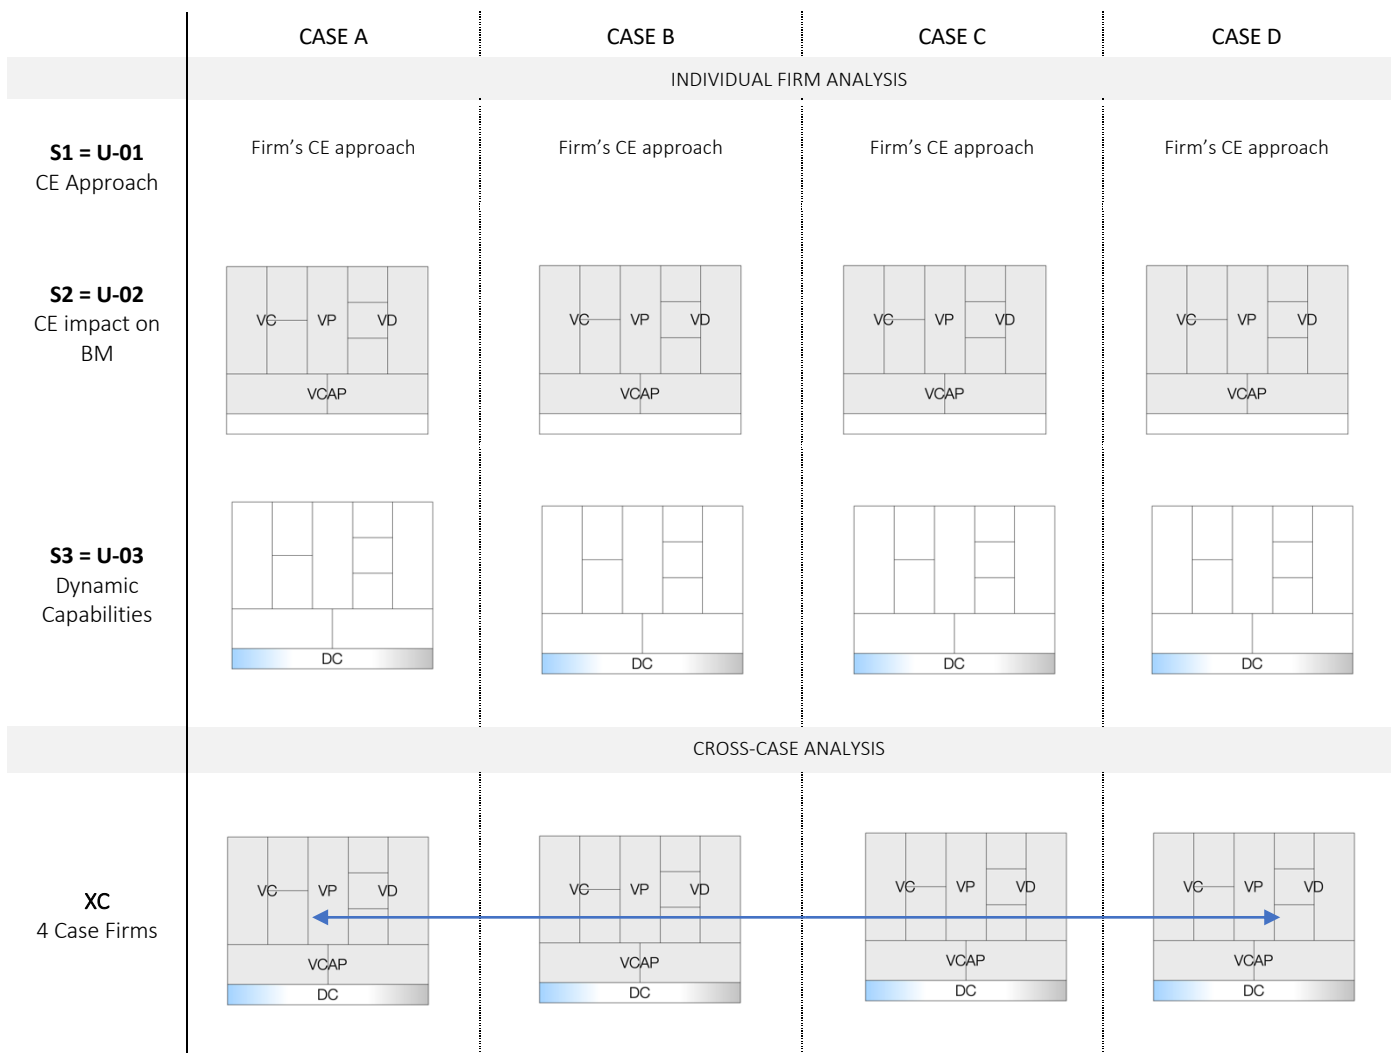 CASE A CASE B CASE C CASE D
INDIVIDUAL FIRM ANALYSIS
S1 = U-01
CE Approach
Firm’s CE approach Firm’s CE approach Firm’s CE approach Firm’s CE approach
S2 = U-02
CE impact on
BM
VC VP VD VC VP VD VC VP VD VC VP VD
VCAP VCAP VCAP VCAP
S3 = U-03
Dynamic
Capabilities
DC DC DC DC
CROSS-CASE ANALYSIS
XC
4 Case Firms
VC VP VD VC VP VD VC VP VD VC VP VD
VCAP VCAP VCAP VCAP
DC DC DC DC